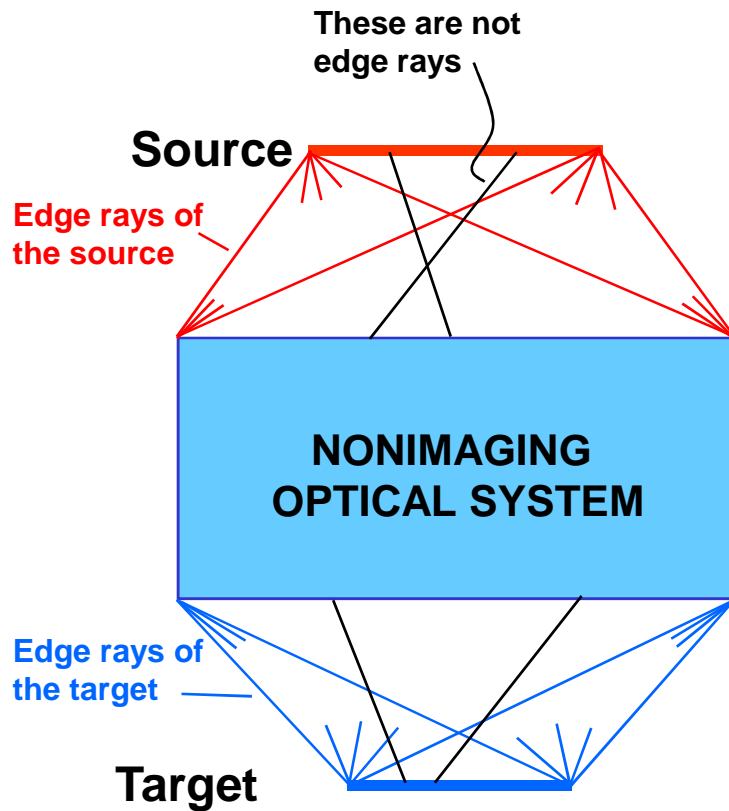 These are not
edge rays
Source
Edge rays of
the source
NONIMAGING
OPTICAL SYSTEM
Edge rays of
the target
Target